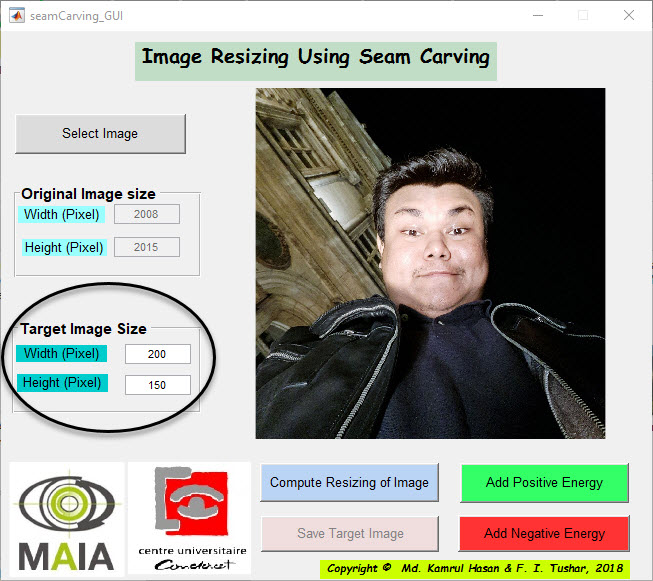 seamCarving_GUI
Image Resizing Using Seam Carving
Select Image
Original Image size
Width (Pixel) 2008
Height (Pixel) 2015
Target Image Size
Width (Pixel) 200
Height (Pixel) 150
MAIA
centre universitaire
Condorcet
Compute Resizing of Image
Add Positive Energy
Save Target Image
Add Negative Energy
Copyright © Md. Kamrul Hasan & F. I. Tushar, 2018